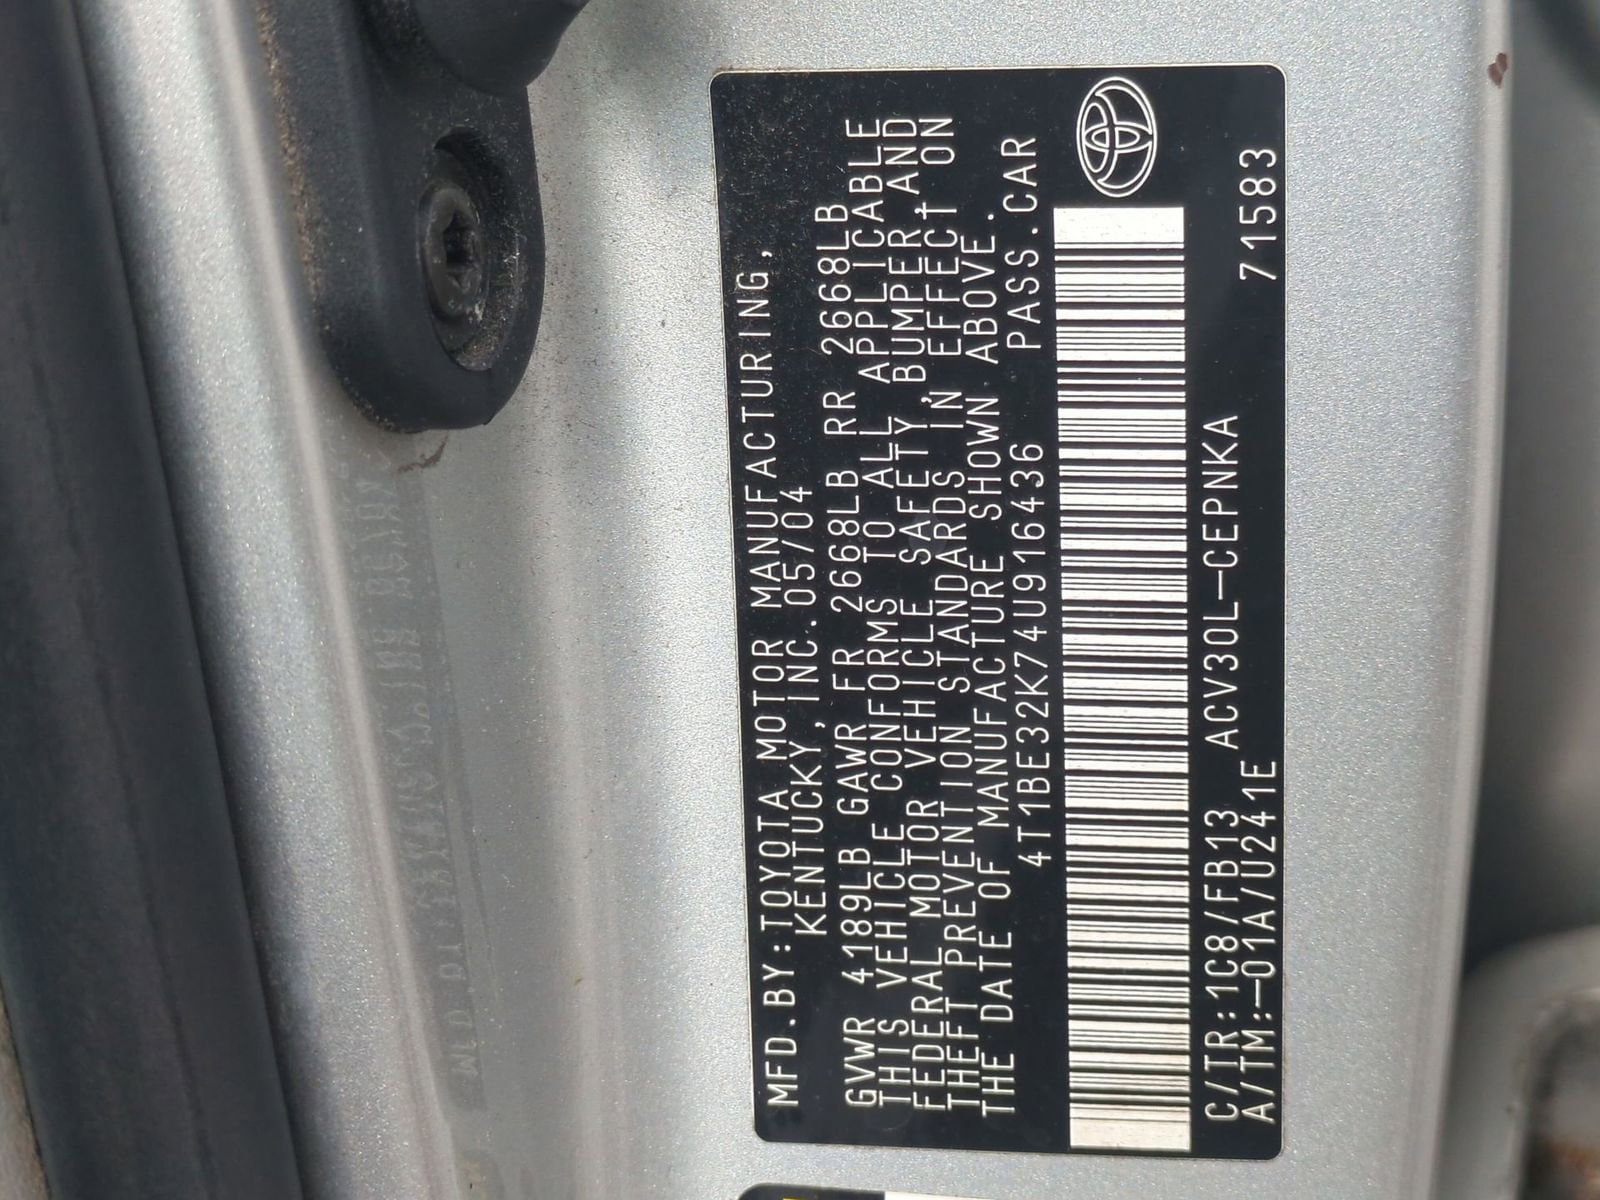 MFD.BY:TOYOTA MOTOR MANUFACTURING,
KENTUCKY,INC.05/04
GVWR 4189LB GAWR FR 2668LB RR 2668LB
THIS VEHICLE CONFORMS TO ALL APPLICABLE
FEDERAL MOTOR VEHICLE SAFETY,BUMPER,AND
THEFT PREVENTION STANDARDS IN EFFECT ON
THE DATE OF MANUFACTURE SHOWN ABOVE.
4T1BE32K74U916436 PASS.CAR
C/TR:1C8/FB13 ACV30L-CEPNKA
A/TM:-01A/U241E 71583